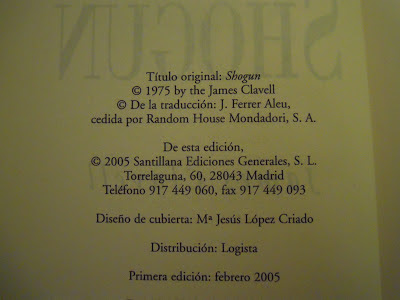 SHOGUN
Título original: Shogun
© 1975 by the James Clavell
© De la traducción: J. Ferrer Aleu,
cedida por Random House Mondadori, S. A.
De esta edición,
© 2005 Santillana Ediciones Generales, S. L.
Torrelaguna, 60, 28043 Madrid
Teléfono 917 449 060, fax 917 449 093
Diseño de cubierta: Mª Jesús López Criado
Distribución: Logista
Primera edición: febrero 2005